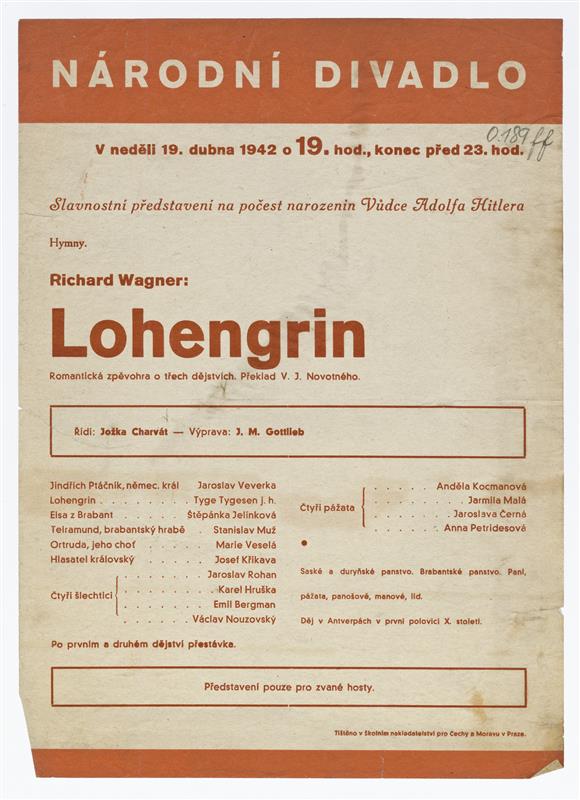 NÁRODNÍ DIVADLO
0.189 ff
V neděli 19. dubna 1942 o 19. hod., konec před 23. hod.
Slavnostní představení na počest narozenin Vůdce Adolfa Hitlera
Hymny.
Richard Wagner:
Lohengrin
Romantická zpěvohra o třech dějstvích. Překlad V. J. Novotného.
Řídí: Jožka Charvát — Výprava: J. M. Gottlieb
Jindřich Ptáčník, němec. král Jaroslav Veverka
Lohengrin . . . . . . . . Tyge Tygesen j. h.
Elsa z Brabant . . . . . . Štěpánka Jelínková
Telramund, brabantský hrabě Stanislav Muž
Ortruda, jeho choť . . . . . . Marie Veselá
Hlasatel královský . . . . . . Josef Křikava
Čtyři šlechtici
. . . . . . Jaroslav Rohan
. . . . . . Karel Hruška
. . . . . . Emil Bergman
. . . . . . Václav Nouzovský
Čtyři pážata
. . . . . . Anděla Kocmanová
. . . . . . Jarmila Malá
. . . . . . Jaroslava Černá
. . . . . . Anna Petridesová
Saské a duryňské panstvo. Brabantské panstvo. Paní,
pážata, panošové, manové, lid.
Děj v Antverpách v první polovici X. století.
Po prvním a druhém dějství přestávka.
Představení pouze pro zvané hosty.
Tištěno v Školním nakladatelství pro Čechy a Moravu v Praze.